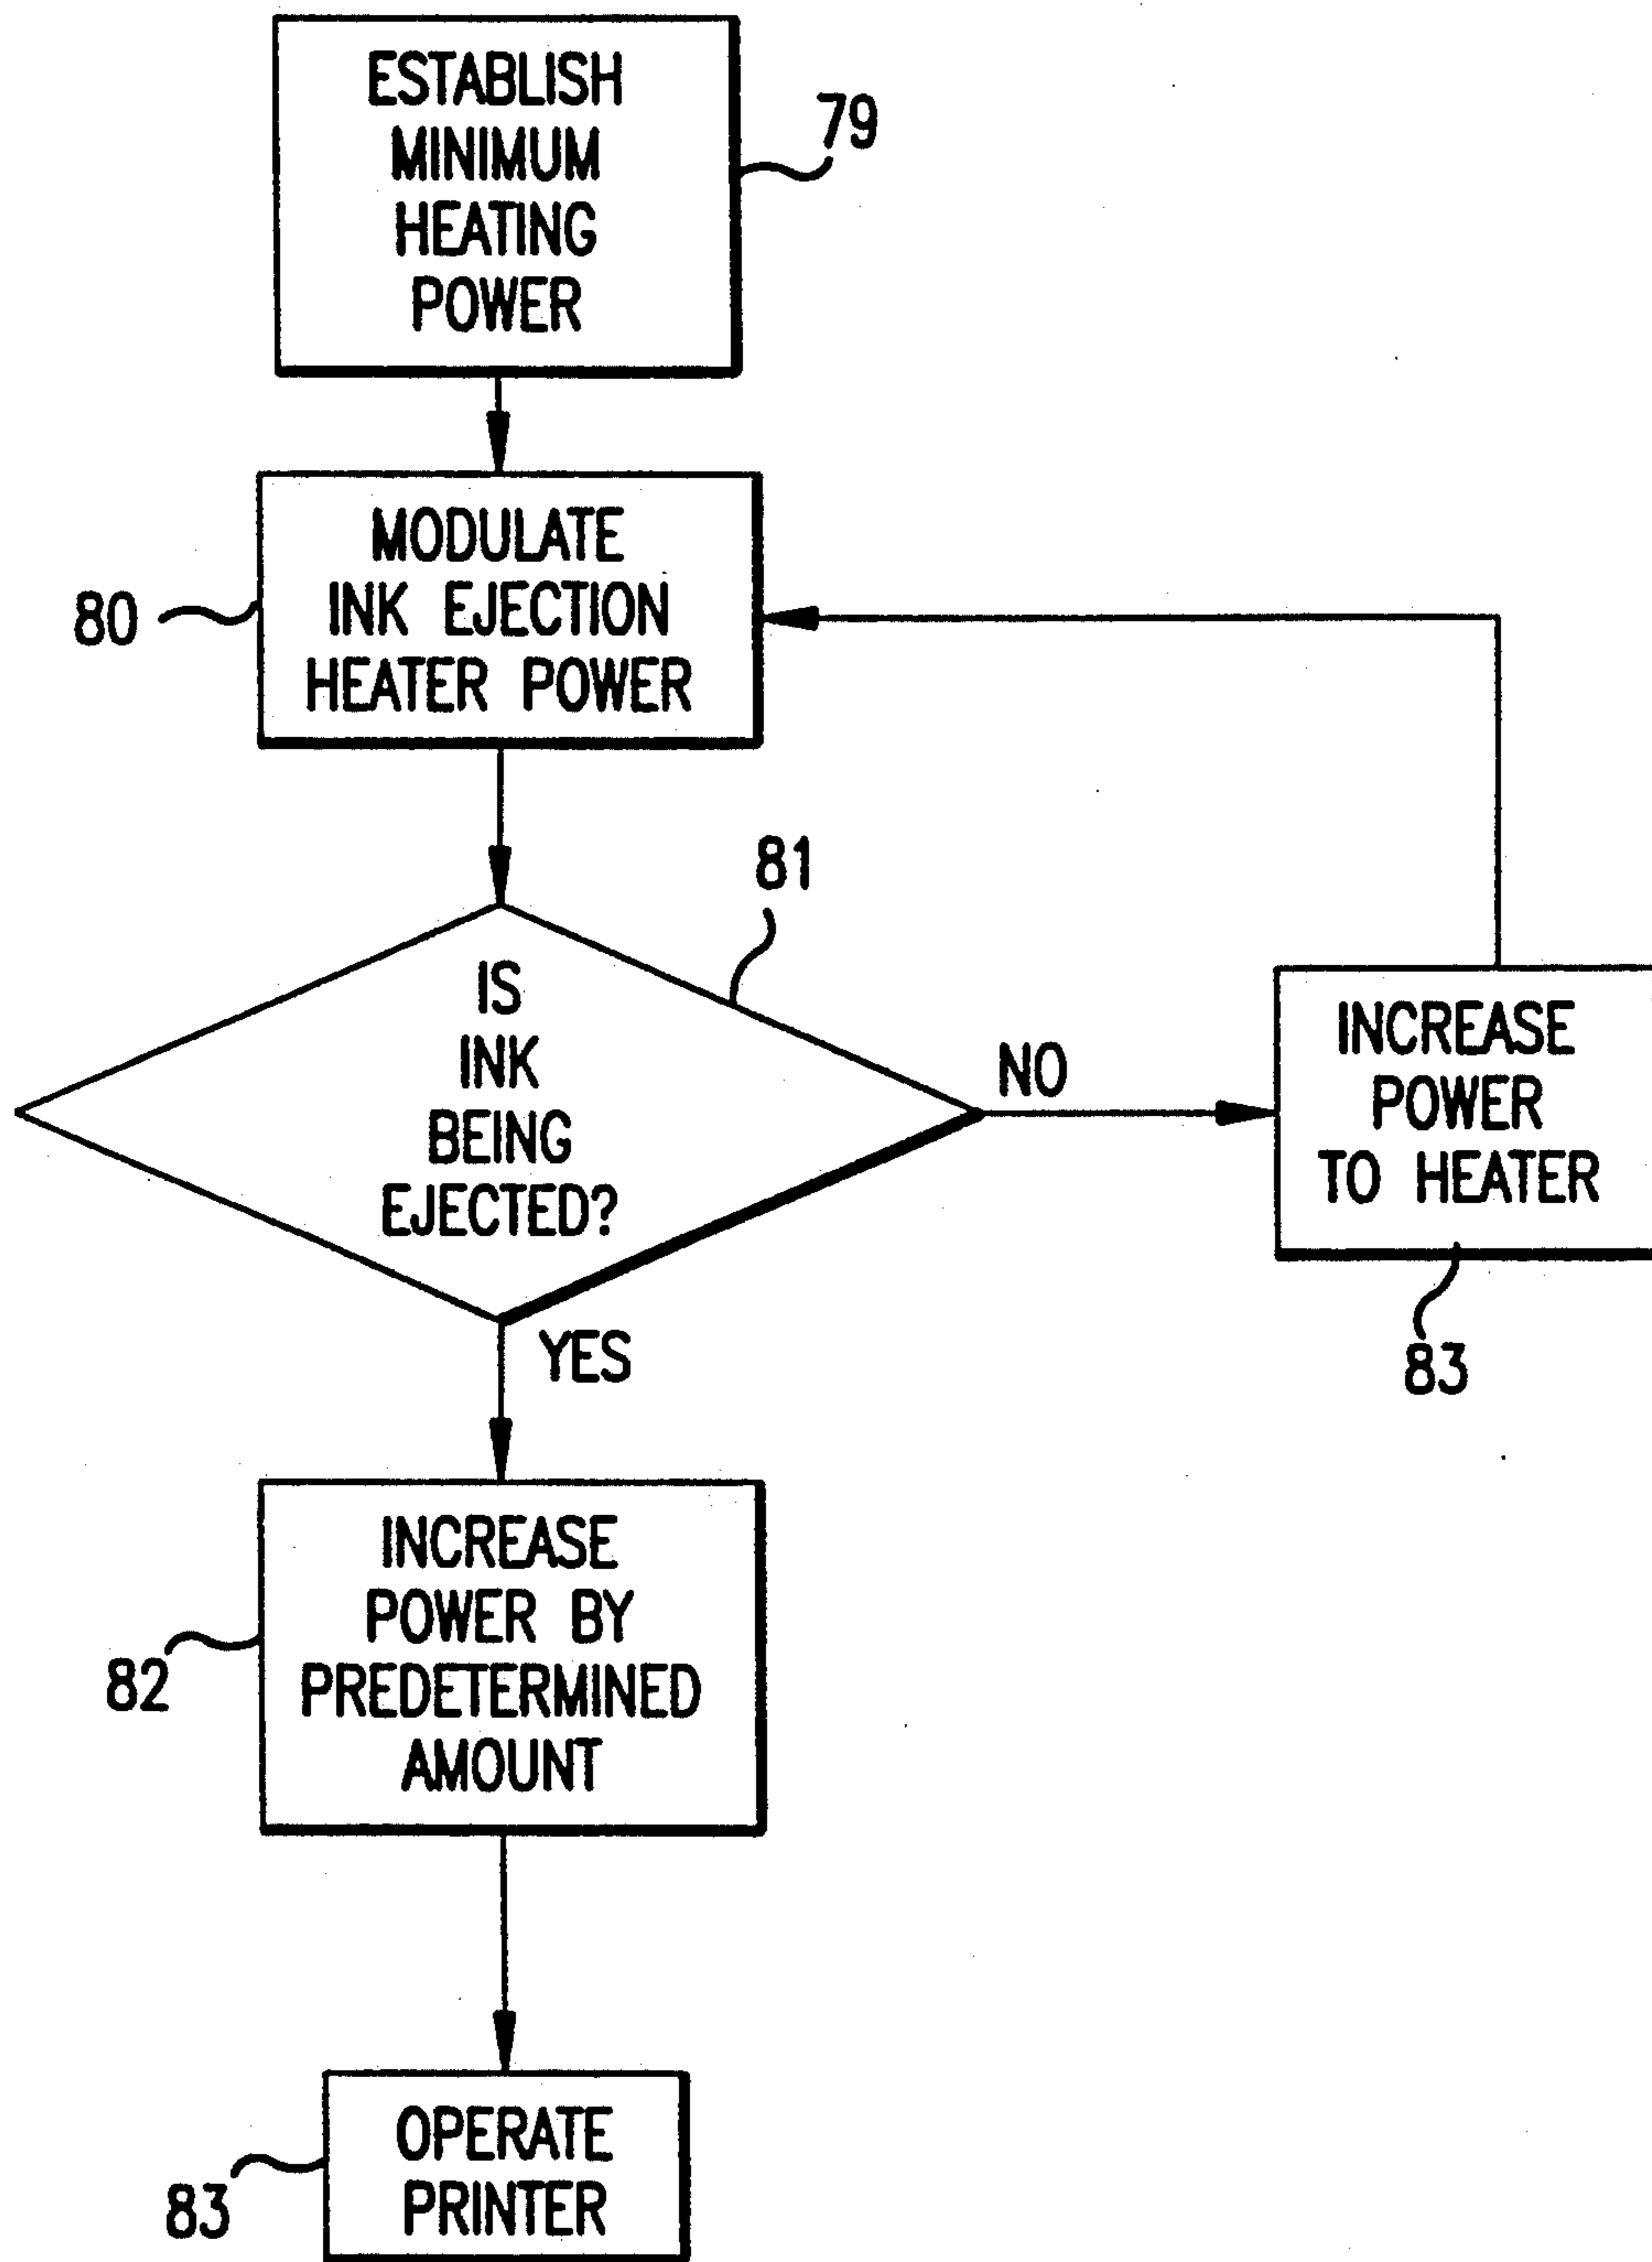 ESTABLISH
MINIMUM
HEATING
POWER
79
MODULATE
INK EJECTION
HEATER POWER
80
81
IS
INK
BEING
EJECTED?
NO
INCREASE
POWER
TO HEATER
83
YES
INCREASE
POWER BY
PREDETERMINED
AMOUNT
82
OPERATE
PRINTER
83